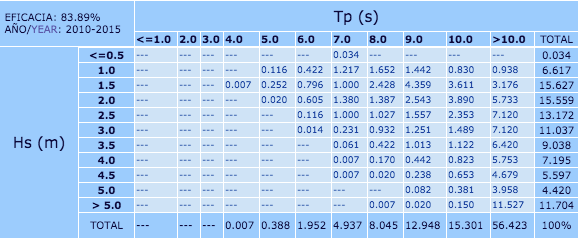 EFICACIA: 83.89%
AÑO/YEAR: 2010-2015
Tp (s)
<=1.0 2.0 3.0 4.0 5.0 6.0 7.0 8.0 9.0 10.0 >10.0 TOTAL
Hs (m)
<=0.5 --- --- --- --- --- --- 0.034 --- --- --- --- 0.034
1.0 --- --- --- --- 0.116 0.422 1.217 1.652 1.442 0.830 0.938 6.617
1.5 --- --- --- 0.007 0.252 0.796 1.000 2.428 4.359 3.611 3.176 15.627
2.0 --- --- --- --- 0.020 0.605 1.380 1.387 2.543 3.890 5.733 15.559
2.5 --- --- --- --- --- 0.116 1.000 1.027 1.557 2.353 7.120 13.172
3.0 --- --- --- --- --- 0.014 0.231 0.932 1.251 1.489 7.120 11.037
3.5 --- --- --- --- --- --- 0.061 0.422 1.013 1.122 6.420 9.038
4.0 --- --- --- --- --- --- 0.007 0.170 0.442 0.823 5.753 7.195
4.5 --- --- --- --- --- --- 0.007 0.020 0.238 0.653 4.679 5.597
5.0 --- --- --- --- --- --- --- --- 0.082 0.381 3.958 4.420
> 5.0 --- --- --- --- --- --- --- 0.007 0.020 0.150 11.527 11.704
TOTAL --- --- --- 0.007 0.388 1.952 4.937 8.045 12.948 15.301 56.423 100%